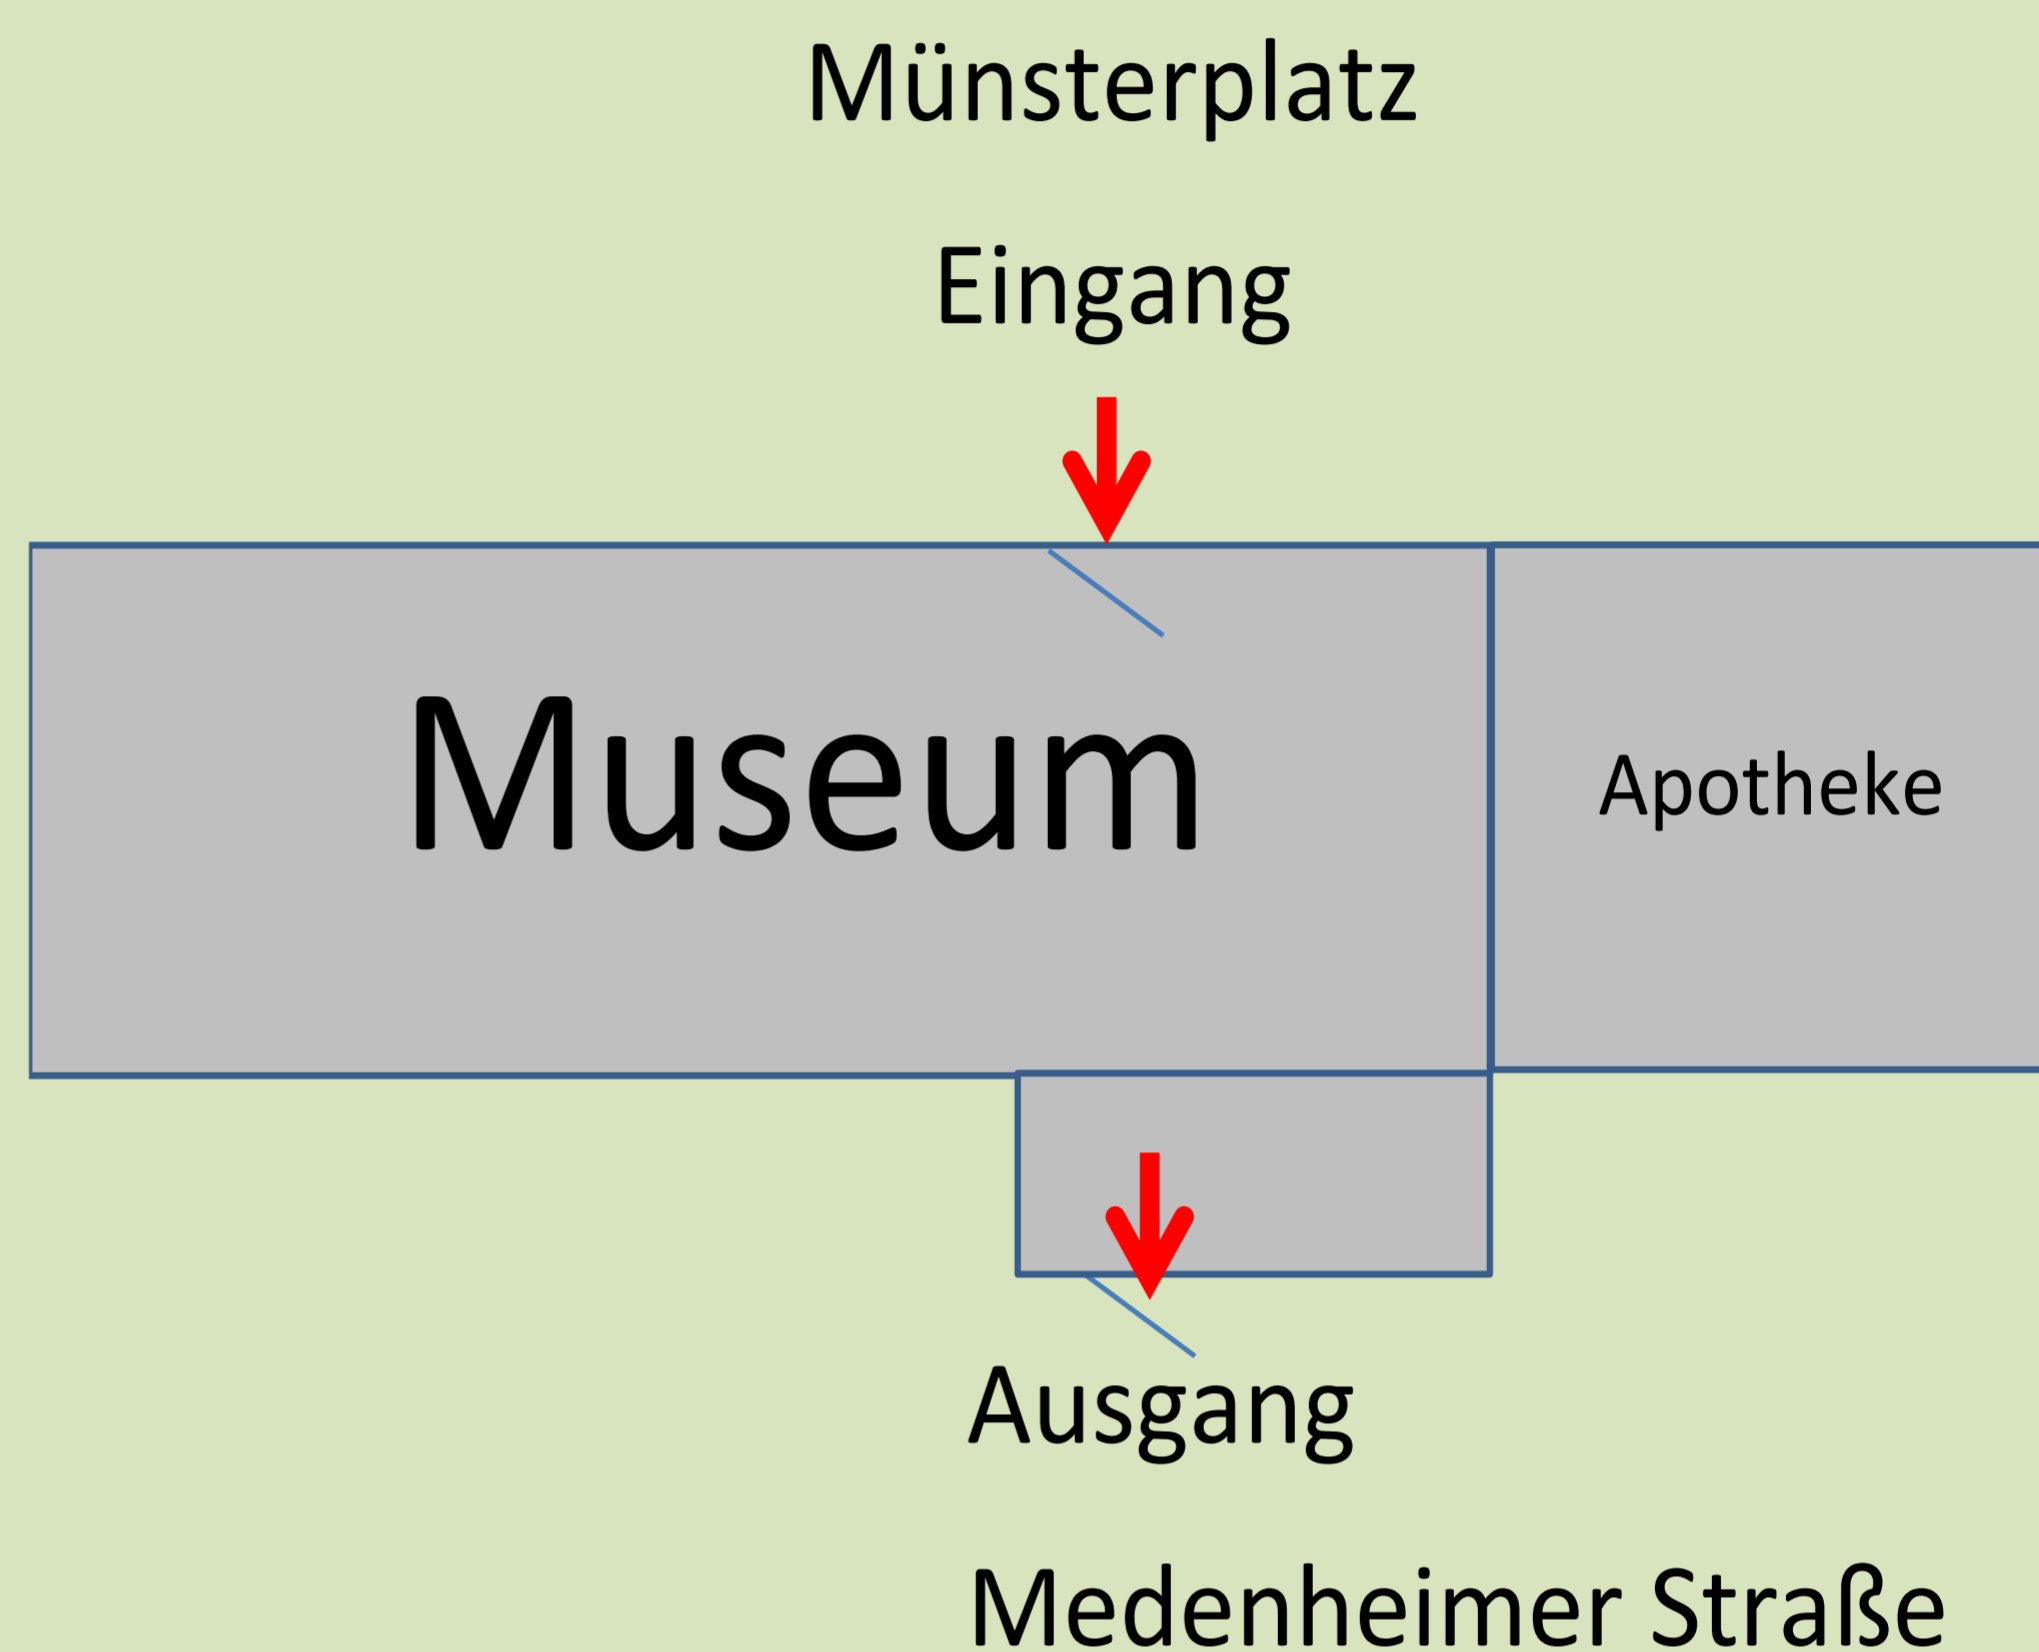 Münsterplatz
Eingang
Museum
Apotheke
Ausgang
Medenheimer Straße